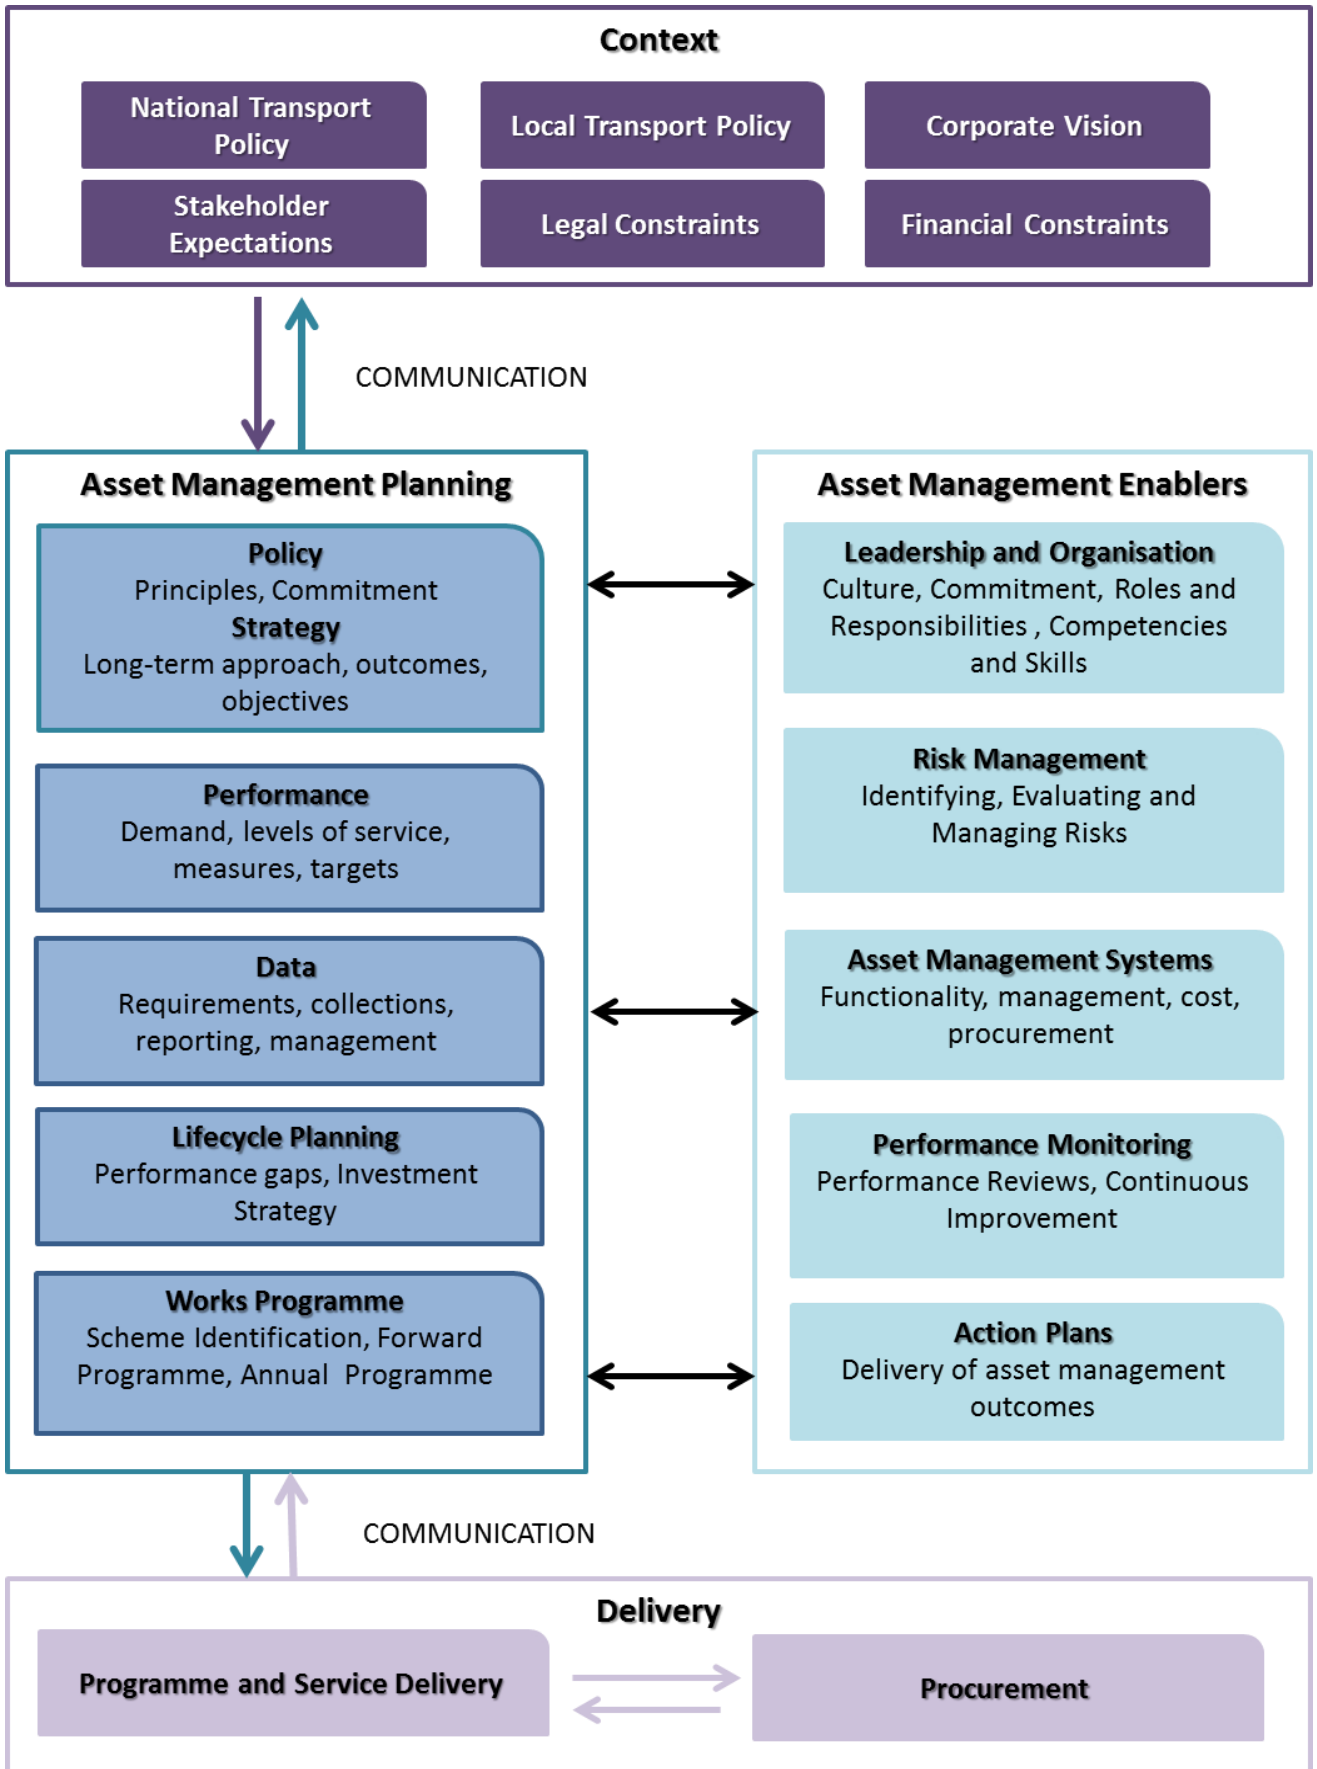 Context
National Transport
Policy
Local Transport Policy
Corporate Vision
Stakeholder
Expectations
Legal Constraints
Financial Constraints
COMMUNICATION
Asset Management Planning
Policy
Principles, Commitment
Strategy
Long-term approach, outcomes,
objectives
Performance
Demand, levels of service,
measures, targets
Data
Requirements, collections,
reporting, management
Lifecycle Planning
Performance gaps, Investment
Strategy
Works Programme
Scheme Identification, Forward
Programme, Annual Programme
Asset Management Enablers
Leadership and Organisation
Culture, Commitment, Roles and
Responsibilities , Competencies
and Skills
Risk Management
Identifying, Evaluating and
Managing Risks
Asset Management Systems
Functionality, management, cost,
procurement
Performance Monitoring
Performance Reviews, Continuous
Improvement
Action Plans
Delivery of asset management
outcomes
COMMUNICATION
Delivery
Programme and Service Delivery
Procurement